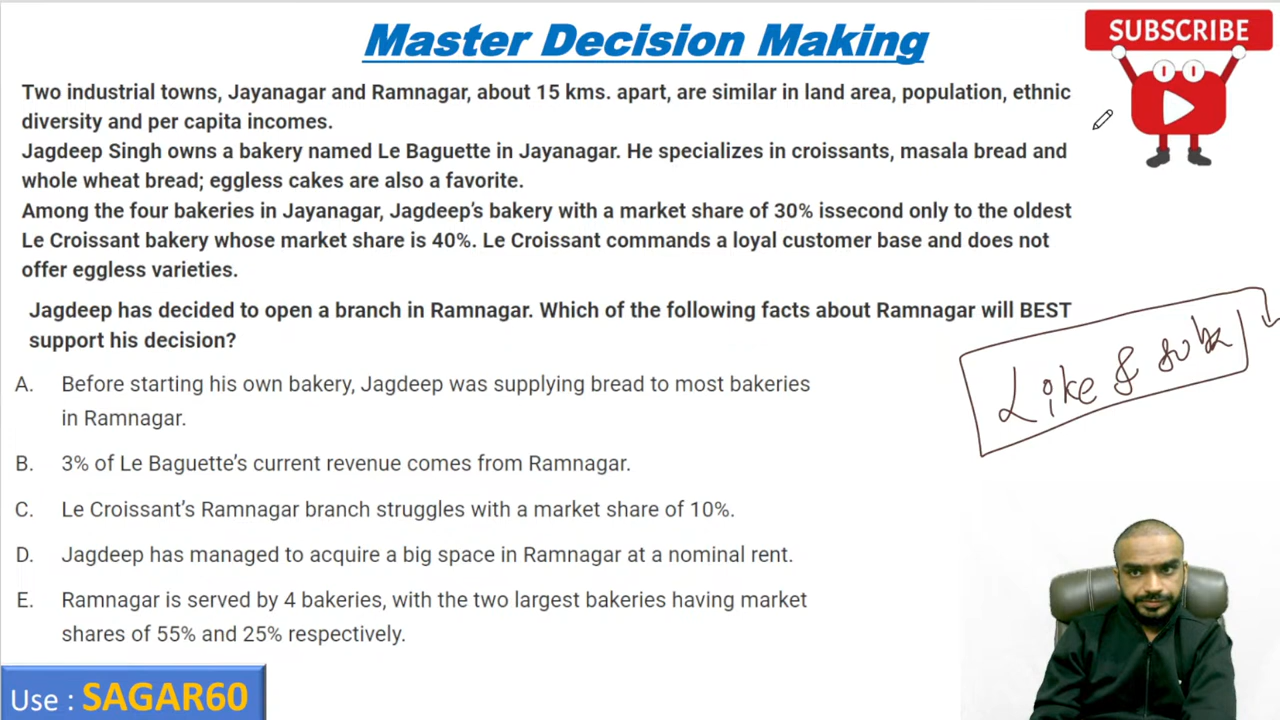 Master Decision Making
SUBSCRIBE
Two industrial towns, Jayanagar and Ramnagar, about 15 kms. apart, are similar in land area, population, ethnic
diversity and per capita incomes.
Jagdeep Singh owns a bakery named Le Baguette in Jayanagar. He specializes in croissants, masala bread and
whole wheat bread; eggless cakes are also a favorite.
Among the four bakeries in Jayanagar, Jagdeep's bakery with a market share of 30% issecond only to the oldest
Le Croissant bakery whose market share is 40%. Le Croissant commands a loyal customer base and does not
offer eggless varieties.
Jagdeep has decided to open a branch in Ramnagar. Which of the following facts about Ramnagar will BEST
support his decision?
A. Before starting his own bakery, Jagdeep was supplying bread to most bakeries
in Ramnagar.
B. 3% of Le Baguette's current revenue comes from Ramnagar.
C. Le Croissant's Ramnagar branch struggles with a market share of 10%.
D. Jagdeep has managed to acquire a big space in Ramnagar at a nominal rent.
E. Ramnagar is served by 4 bakeries, with the two largest bakeries having market
shares of 55% and 25% respectively.
Like &
Use : SAGAR60